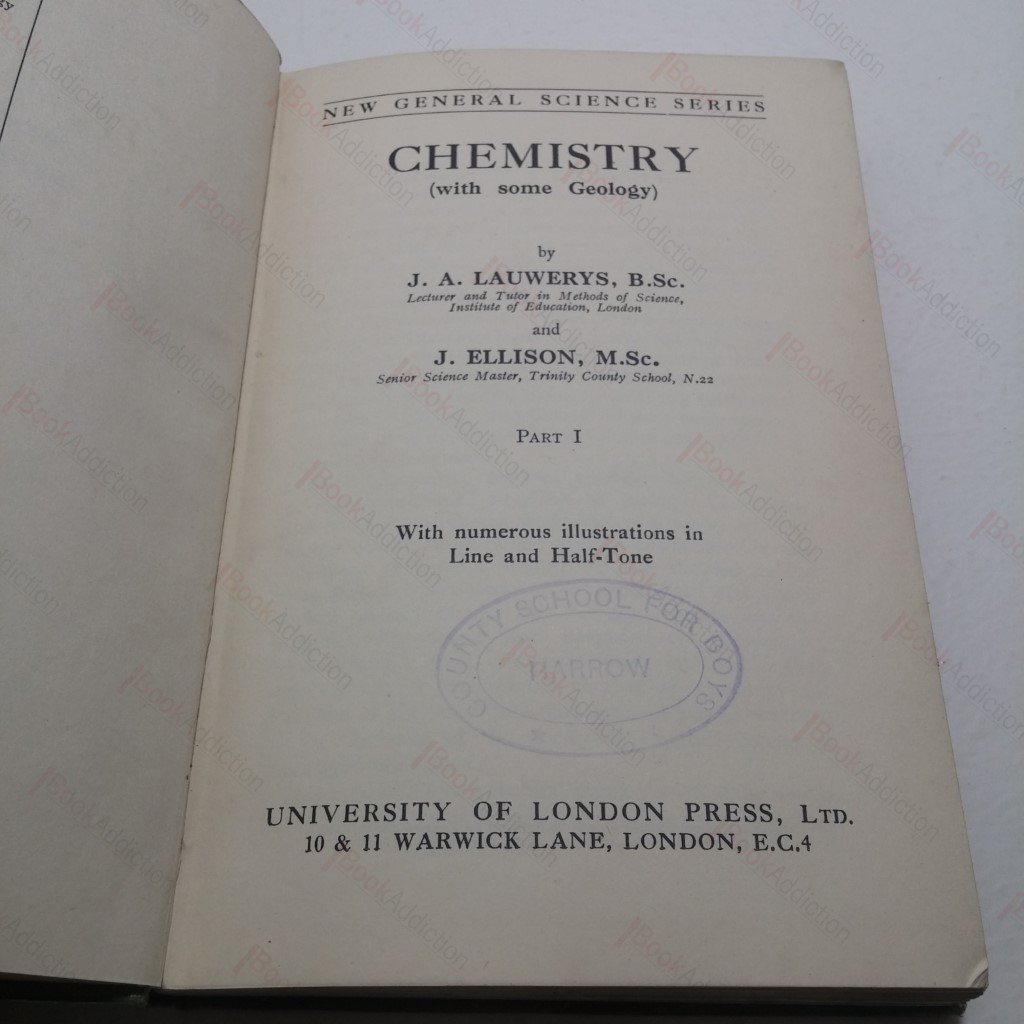 NEW GENERAL SCIENCE SERIES
CHEMISTRY
(with some Geology)
by
J. A. LAUWERYS, B.Sc.
Lecturer and Tutor in Methods of Science,
Institute of Education, London
and
J. ELLISON, M.Sc.
Senior Science Master, Trinity County School, N.22
PART I
With numerous illustrations in
Line and Half-Tone
COUNTY SCHOOL FOR BOYS
HARROW
UNIVERSITY OF LONDON PRESS, LTD.
10 & 11 WARWICK LANE, LONDON, E.C.4
BookAddiction